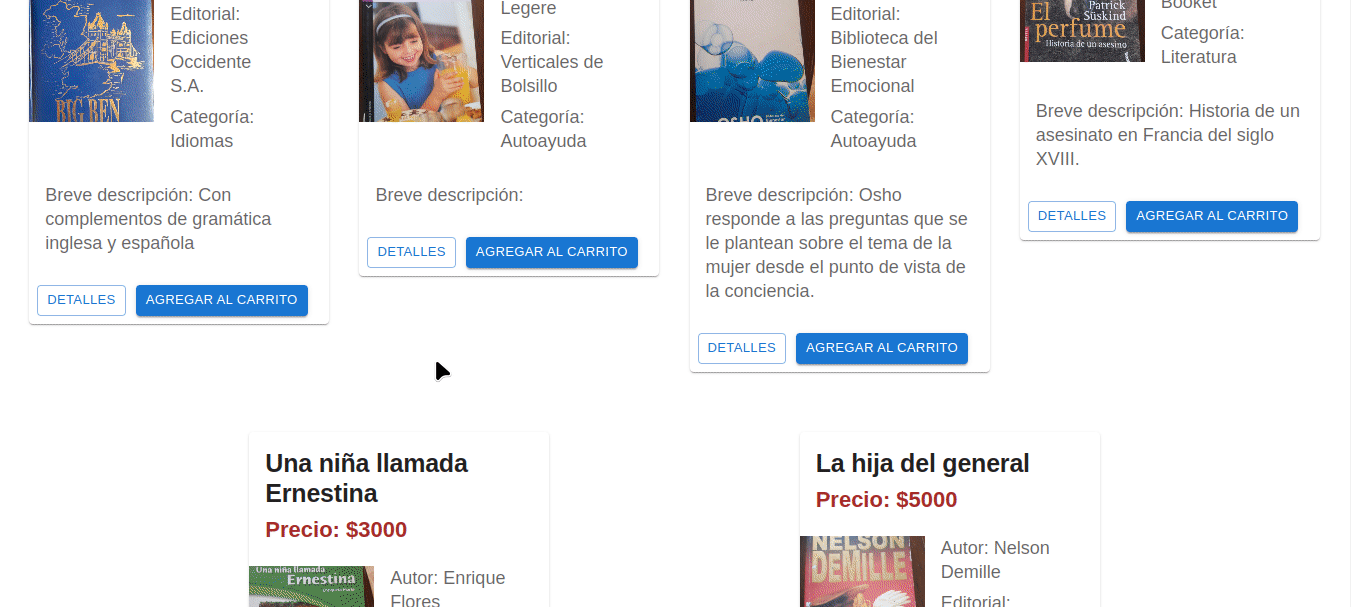 Editorial:
Ediciones
Occidente
S.A.
Categoría:
Idiomas
BIG BEN
Breve descripción: Con
complementos de gramática
inglesa y española
DETALLES
AGREGAR AL CARRITO
Legere
Editorial:
Verticales de
Bolsillo
Categoría:
Autoayuda
Breve descripción:
DETALLES
AGREGAR AL CARRITO
Editorial:
Biblioteca del
Bienestar
Emocional
Categoría:
Autoayuda
OSHO
Breve descripción: Osho
responde a las preguntas que se
le plantean sobre el tema de la
mujer desde el punto de vista de
la conciencia.
DETALLES
AGREGAR AL CARRITO
Patrick
Süskind
El
perfume
Historia de un asesino
Booket
Categoría:
Literatura
Breve descripción: Historia de un
asesinato en Francia del siglo
XVIII.
DETALLES
AGREGAR AL CARRITO
Una niña llamada
Ernestina
Precio: $3000
Una niña llamada
Ernestina
Autor: Enrique
Flores
La hija del general
Precio: $5000
NELSON
DEMILLE
Autor: Nelson
Demille
Editorial: